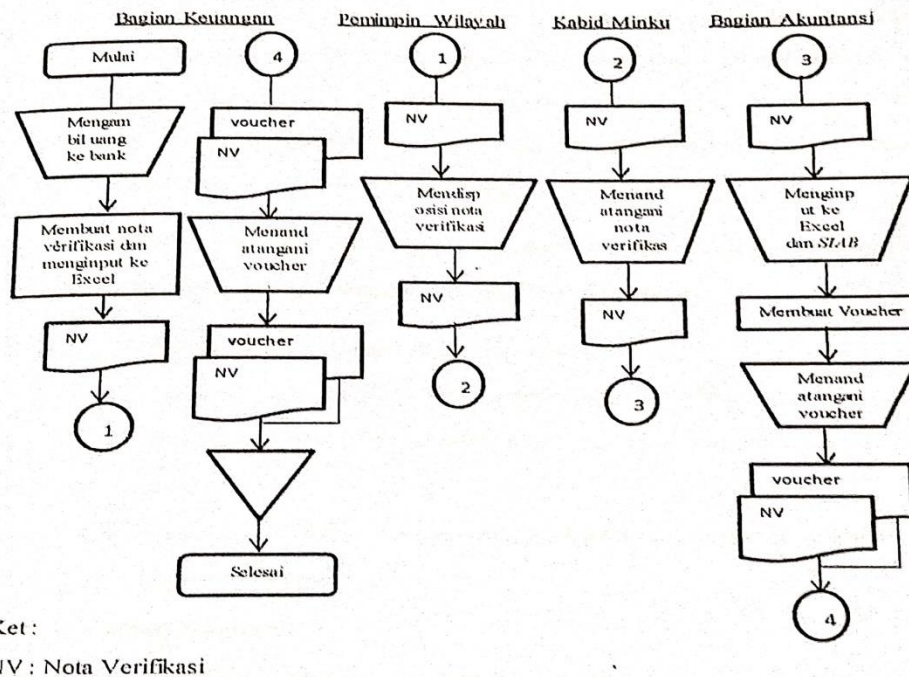 Bagian Keuangan
Pemimpin Wilayah
Kabid Minku
Bagian Akuntansi
Mulai
Mengam
bil uang
ke bank
Membuat nota
verifikasi dan
menginput ke
Excel
NV
1
4
voucher
NV
Menand
atangani
voucher
voucher
NV
Selesai
1
NV
Mendisp
osisi nota
verifikasi
NV
2
2
NV
Menand
atangani
nota
verifikas
NV
3
3
NV
Menginp
ut ke
Excel
dan SIAB
Membuat Voucher
Menand
atangani
voucher
voucher
NV
4
Ket :
NV : Nota Verifikasi